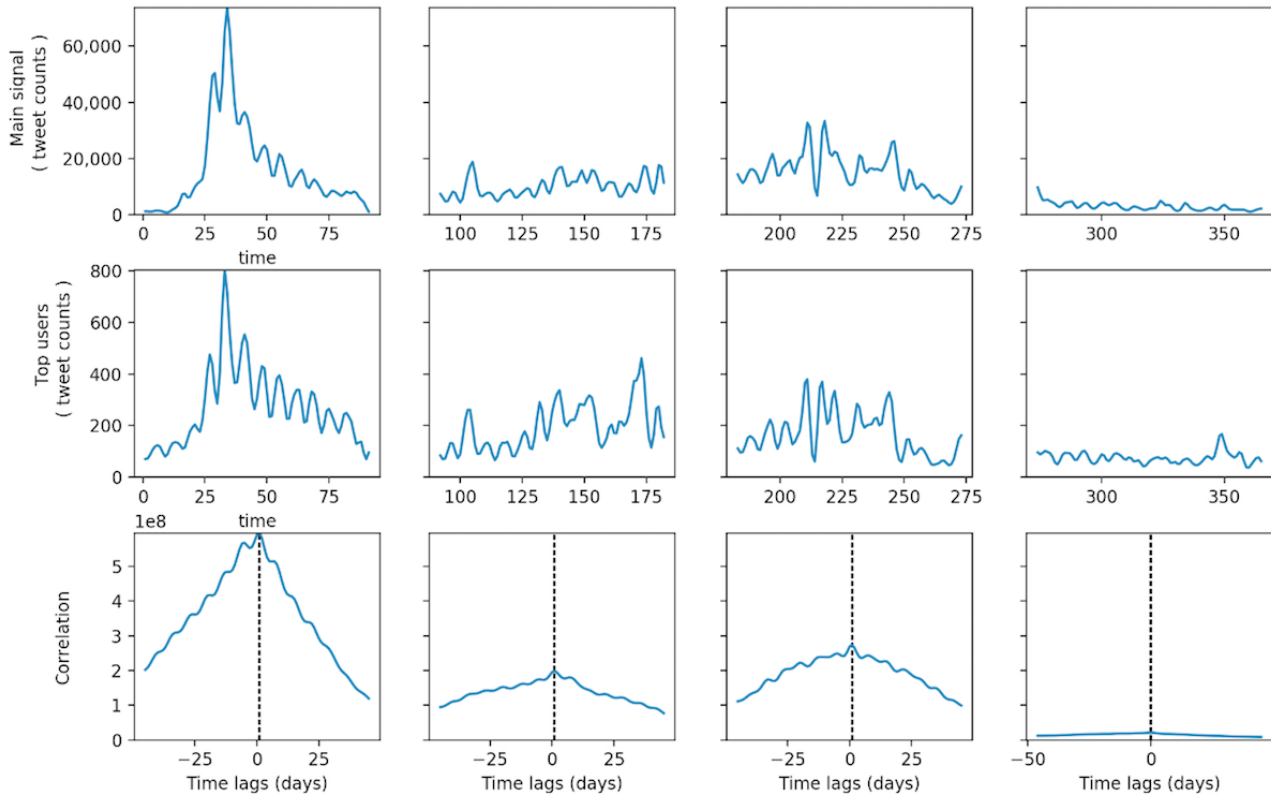 Main signal
( tweet counts )
60,000
40,000
20,000
0
0 25 50 75
100 125 150 175
200 225 250 275
300 350
time
Top users
( tweet counts )
800
600
400
200
0
0 25 50 75
100 125 150 175
200 225 250 275
300 350
time
1e8
Correlation
5
4
3
2
1
0
−25 0 25
−25 0 25
−25 0 25
−50 −25 0 25
Time lags (days)
Time lags (days)
Time lags (days)
Time lags (days)